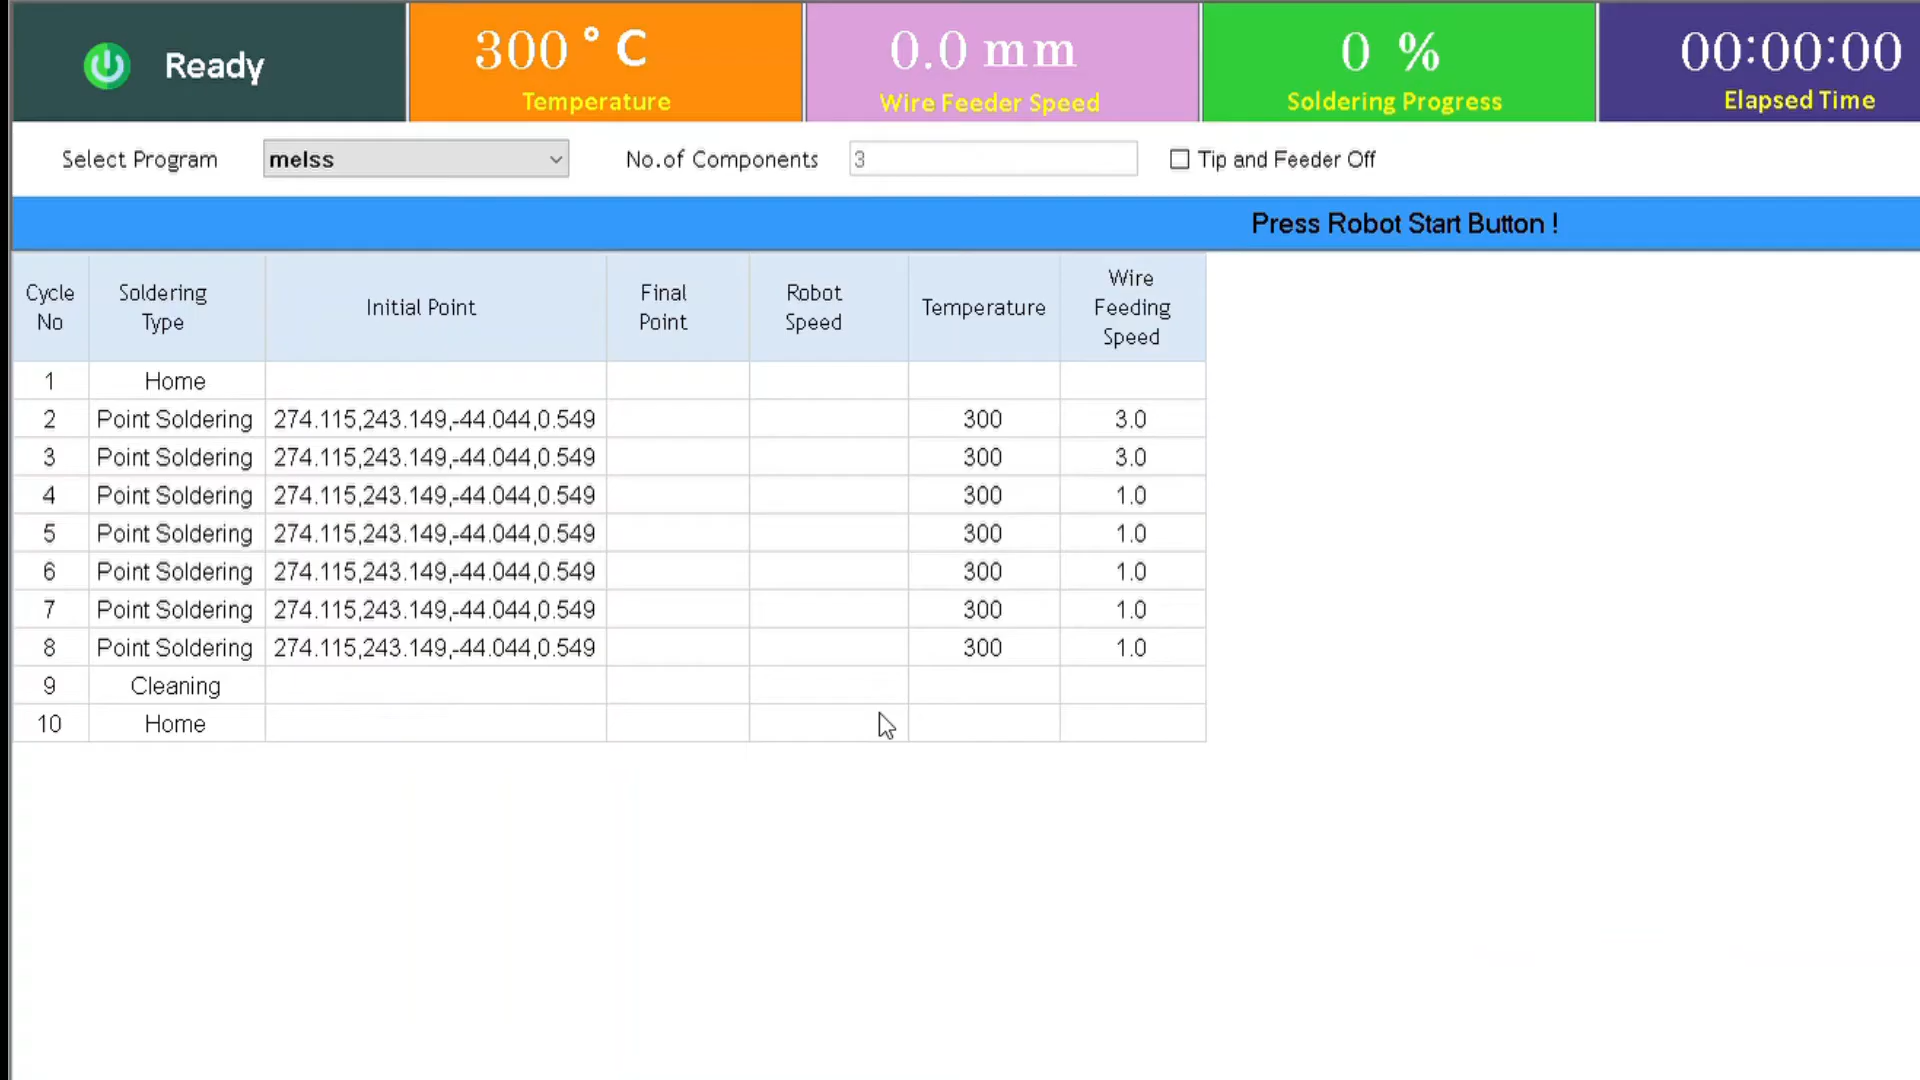 Ready
300 ° C
Temperature
0.0 mm
Wire Feeder Speed
0 %
Soldering Progress
00:00:00
Elapsed Time
Select Program melss No.of Components 3 Tip and Feeder Off
Press Robot Start Button !
Cycle No Soldering Type Initial Point Final Point Robot Speed Temperature Wire Feeding Speed
1 Home
2 Point Soldering 274.115,243.149,-44.044,0.549 300 3.0
3 Point Soldering 274.115,243.149,-44.044,0.549 300 3.0
4 Point Soldering 274.115,243.149,-44.044,0.549 300 1.0
5 Point Soldering 274.115,243.149,-44.044,0.549 300 1.0
6 Point Soldering 274.115,243.149,-44.044,0.549 300 1.0
7 Point Soldering 274.115,243.149,-44.044,0.549 300 1.0
8 Point Soldering 274.115,243.149,-44.044,0.549 300 1.0
9 Cleaning
10 Home